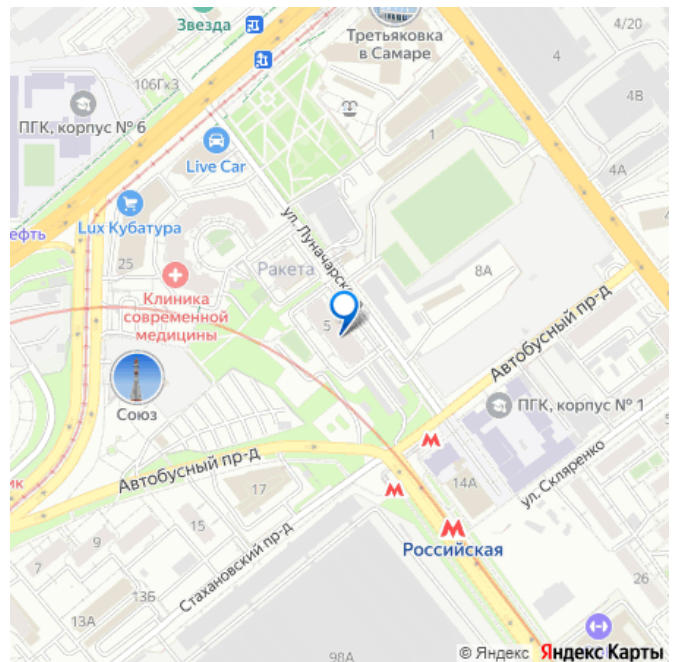 Звезда
4/20
Третьяковка
в Самаре
4
106Гк3
4В
ПГК, корпус № 6
1
Live Car
4А
Lux Кубатура
ул. Луначарск
ефть
25
Ракета
8А
Клиника
современной
медицины
5
Автобусный пр-д
Союз
ПГК, корпус № 1
Автобусный пр-д
ул. Скляренко
ик
17
14А
15
Российская
9
Стахановский пр-д
7
13Б
26
13А
98А
© Яндекс Яндекс Карты